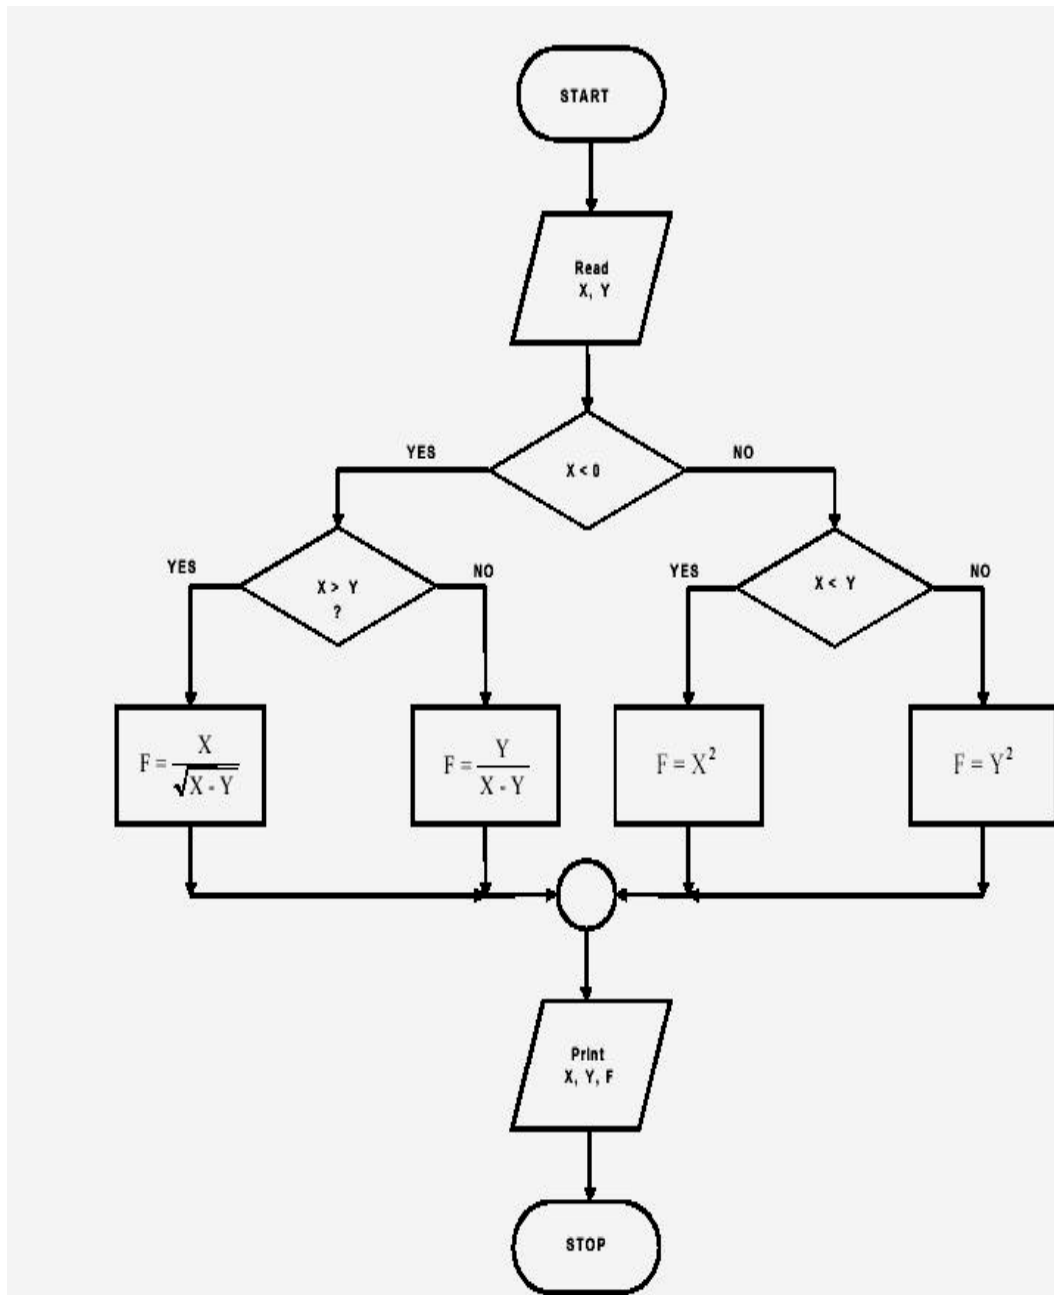 START
Read
X, Y
YES
NO
X < 0
YES
X > Y
?
NO
YES
X < Y
NO
F = X / √X - Y
F = Y / X - Y
F = X²
F = Y²
Print
X, Y, F
STOP